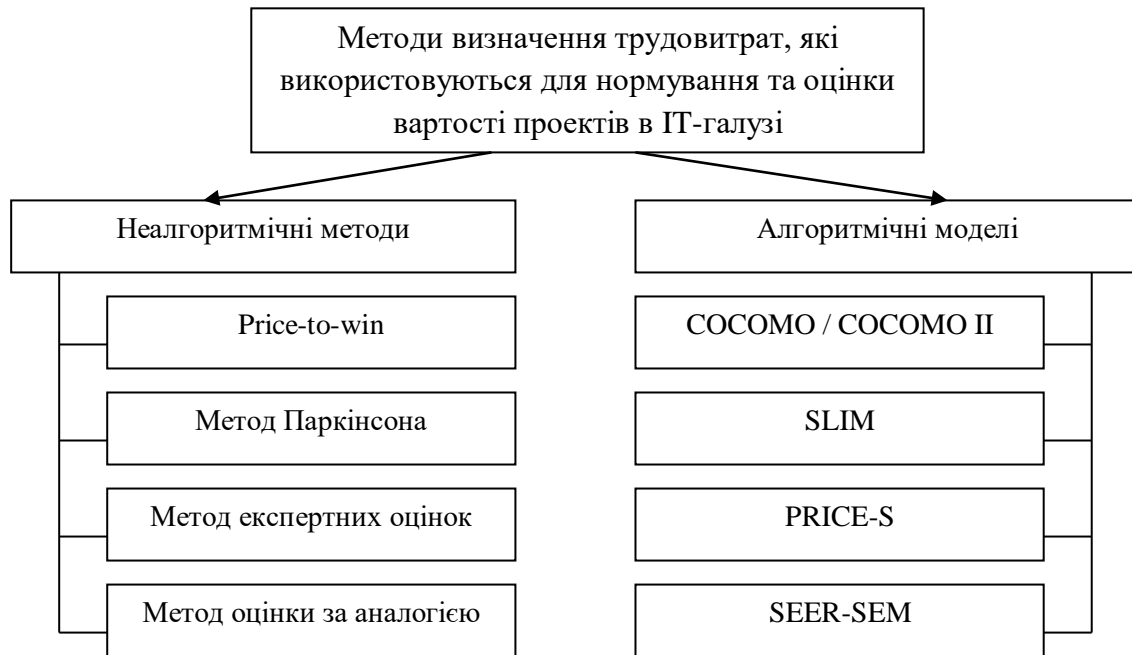 Методи визначення трудовитрат, які
використовуються для нормування та оцінки
вартості проектів в ІТ-галузі
Неалгоритмічні методи
Price-to-win
Метод Паркінсона
Метод експертних оцінок
Метод оцінки за аналогією
Алгоритмічні моделі
COCOMO / COCOMO II
SLIM
PRICE-S
SEER-SEM